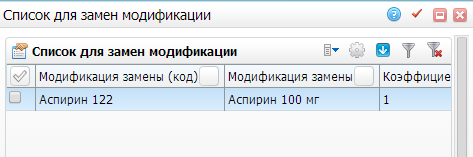 Список для замен модификации
Список для замен модификации
Модификация замены (код) Модификация замены Коэффицие
Аспирин 122 Аспирин 100 мг 1